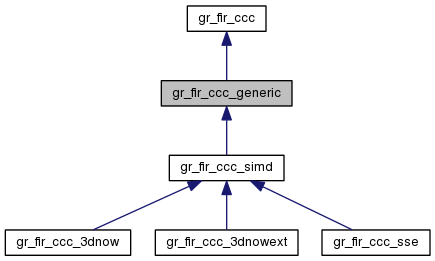 gr_fir_ccc
gr_fir_ccc_generic
gr_fir_ccc_simd
gr_fir_ccc_3dnow
gr_fir_ccc_3dnowext
gr_fir_ccc_sse